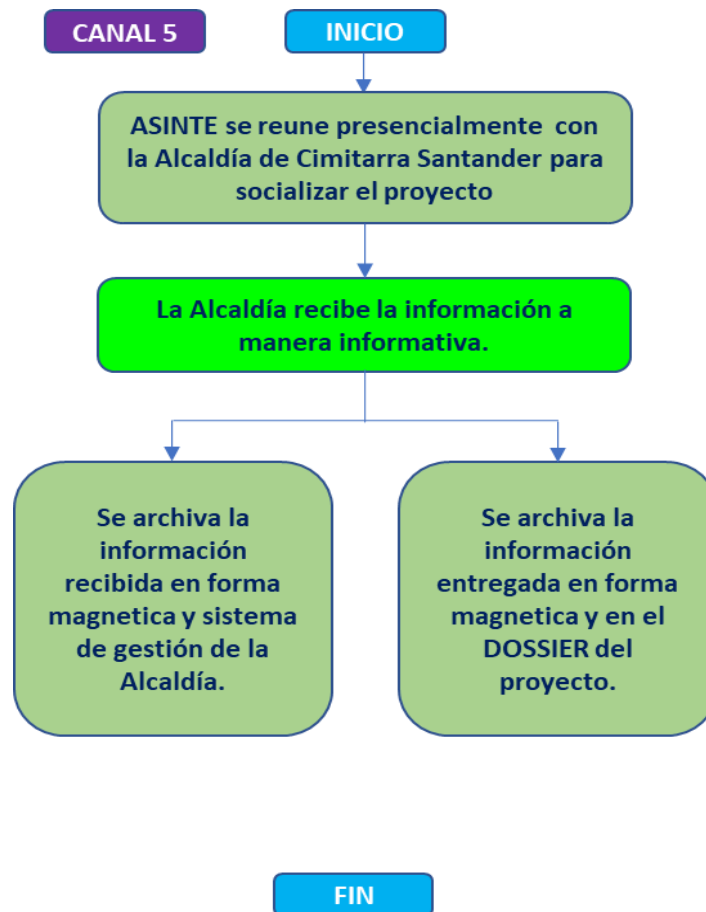 CANAL 5
INICIO
ASINTE se reune presencialmente con
la Alcaldía de Cimitarra Santander para
socializar el proyecto
La Alcaldía recibe la información a
manera informativa.
Se archiva la
información
recibida en forma
magnetica y sistema
de gestión de la
Alcaldía.
Se archiva la
información
entregada en forma
magnetica y en el
DOSSIER del
proyecto.
FIN